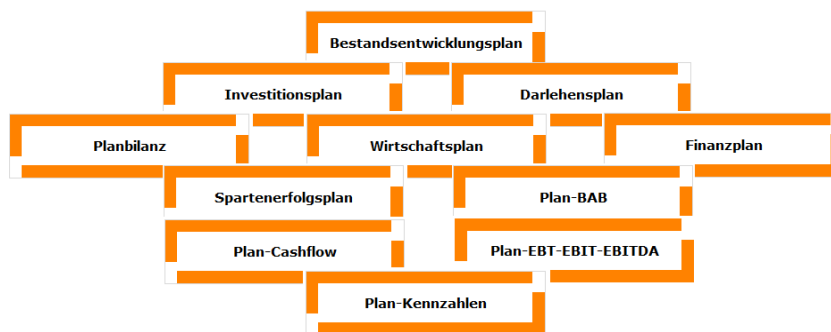 Bestandsentwicklungsplan
Investitionsplan
Darlehensplan
Planbilanz
Wirtschaftsplan
Finanzplan
Spartenerfolgsplan
Plan-BAB
Plan-Cashflow
Plan-EBT-EBIT-EBITDA
Plan-Kennzahlen